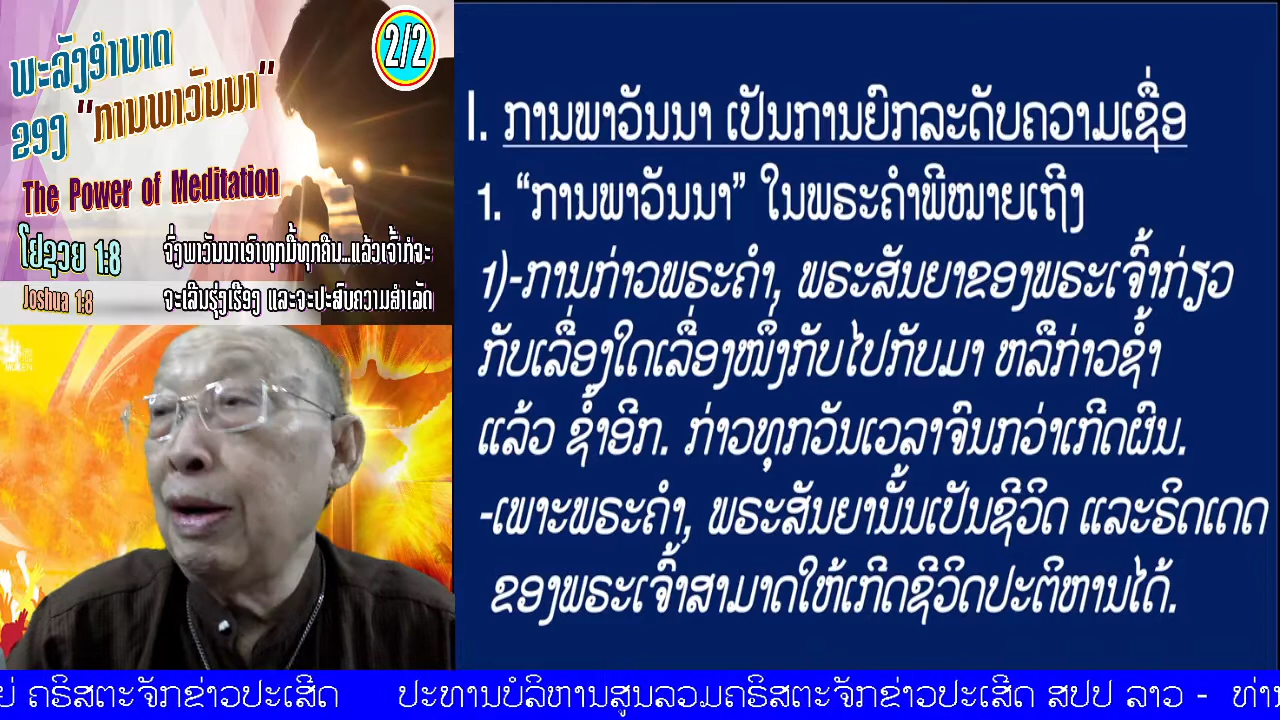 ພະລັງອຳນາດ
ຂອງ "ການພາວັນນາ"
2/2
The Power of Meditation
ໂຢຊວຍ 1:8
ຈົ່ງພາວັນນາເອົາທຸກມື້ທຸກຄືນ...ແລ້ວເຈົ້າກໍຈະ
Joshua 1:8
ຈະເລີນຮຸ່ງເຮືອງ ແລະຈະປະສົບຄວາມສຳເລັດ
I. ການພາວັນນາ ເປັນການຍົກລະດັບຄວາມເຊື່ອ
1. “ການພາວັນນາ” ໃນພຣະຄຳພີໝາຍເຖິງ
1)-ການກ່າວພຣະຄຳ, ພຣະສັນຍາຂອງພຣະເຈົ້າກ່ຽວ
ກັບເລື່ອງໃດເລື່ອງໜຶ່ງກັບໄປກັບມາ ຫລືກ່າວຊ້ຳ
ແລ້ວ ຊ້ຳອີກ. ກ່າວທຸກວັນເວລາຈົນກວ່າເກີດຜົນ.
-ເພາະພຣະຄຳ, ພຣະສັນຍານັ້ນເປັນຊີວິດ ແລະຣິດເດດ
ຂອງພຣະເຈົ້າສາມາດໃຫ້ເກີດຊີວິດປະຕິຫານໄດ້.
ຍ່ ຄຣິສຕະຈັກຂ່າວປະເສີດ ປະທານບໍລິຫານສູນລວມຄຣິສຕະຈັກຂ່າວປະເສີດ ສປປ ລາວ - ທ່ານ